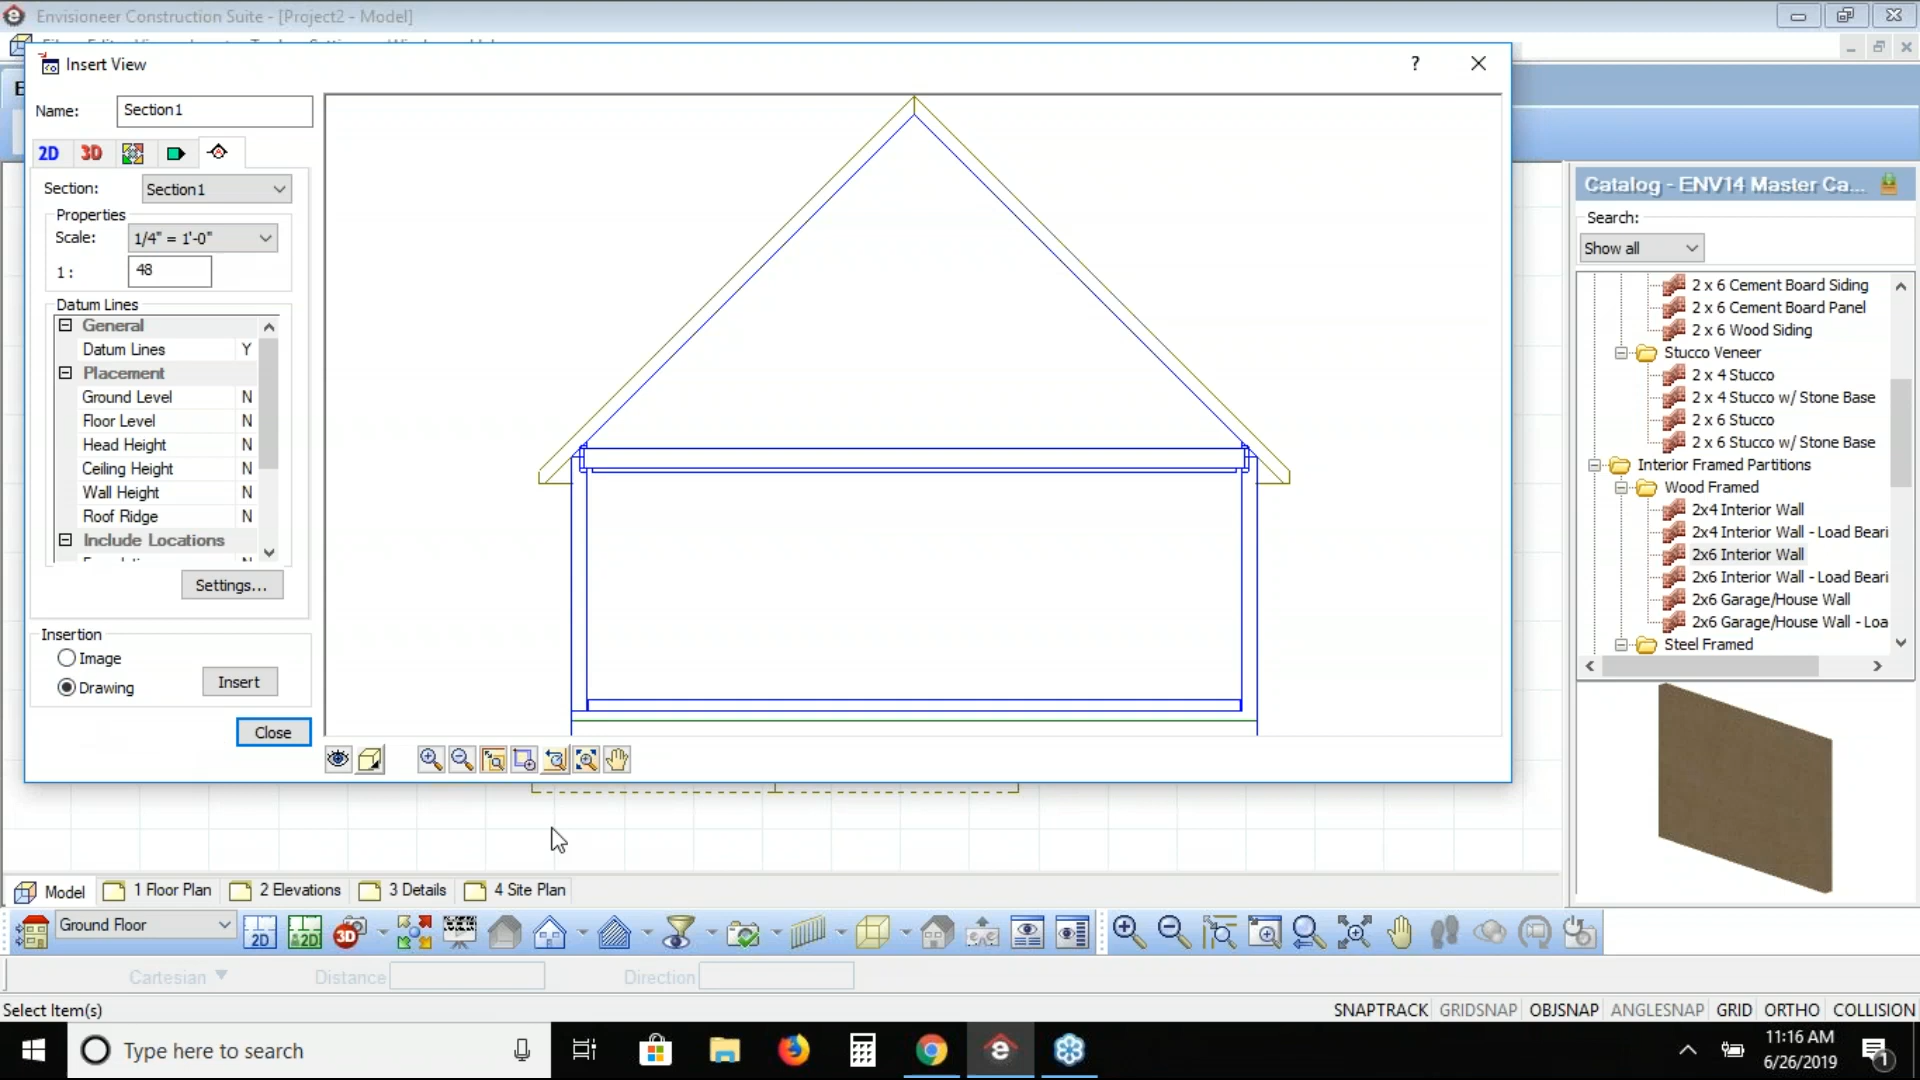 Envisioneer Construction Suite - [Project2 - Model]
Insert View
?
Name:
Section1
2D
3D
Section:
Section1
Properties
Scale:
1/4" = 1'-0"
1 :
48
Datum Lines
General
Datum Lines Y
Placement
Ground Level N
Floor Level N
Head Height N
Ceiling Height N
Wall Height N
Roof Ridge N
Include Locations
Settings...
Insertion
Image
Drawing
Insert
Close
Catalog - ENV14 Master Ca...
Search:
Show all
2 x 6 Cement Board Siding
2 x 6 Cement Board Panel
2 x 6 Wood Siding
Stucco Veneer
2 x 4 Stucco
2 x 4 Stucco w/ Stone Base
2 x 6 Stucco
2 x 6 Stucco w/ Stone Base
Interior Framed Partitions
Wood Framed
2x4 Interior Wall
2x4 Interior Wall - Load Beari
2x6 Interior Wall
2x6 Interior Wall - Load Beari
2x6 Garage/House Wall
2x6 Garage/House Wall - Loa
Steel Framed
Model
1 Floor Plan
2 Elevations
3 Details
4 Site Plan
Ground Floor
2D
2D
3D
Cartesian
Distance
Direction
Select Item(s)
SNAPTRACK GRIDSNAP OBJSNAP ANGLESNAP GRID ORTHO COLLISION
Type here to search
11:16 AM
6/26/2019
1